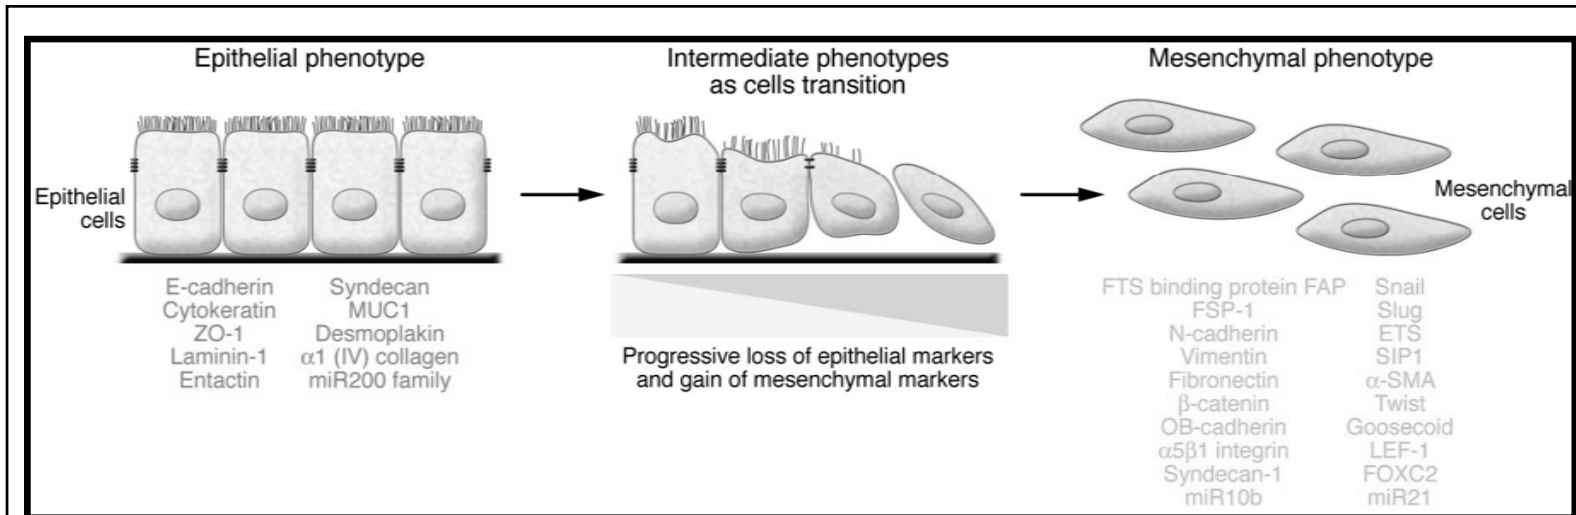 Epithelial phenotype
Intermediate phenotypes
as cells transition
Mesenchymal phenotype
Epithelial
cells
Mesenchymal
cells
E-cadherin
Cytokeratin
ZO-1
Laminin-1
Entactin
Syndecan
MUC1
Desmoplakin
α1 (IV) collagen
miR200 family
Progressive loss of epithelial markers
and gain of mesenchymal markers
FTS binding protein FAP
FSP-1
N-cadherin
Vimentin
Fibronectin
β-catenin
OB-cadherin
α5β1 integrin
Syndecan-1
miR10b
Snail
Slug
ETS
SIP1
α-SMA
Twist
Goosecoid
LEF-1
FOXC2
miR21